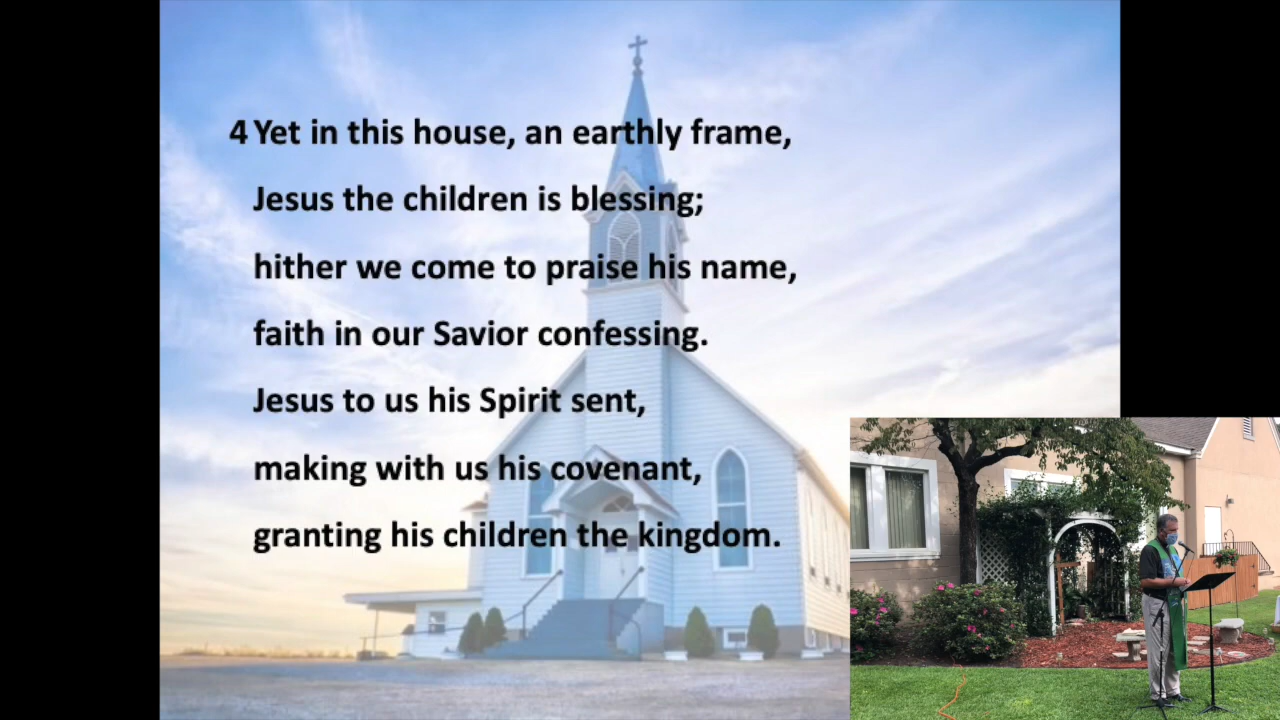 4 Yet in this house, an earthly frame,
Jesus the children is blessing;
hither we come to praise his name,
faith in our Savior confessing.
Jesus to us his Spirit sent,
making with us his covenant,
granting his children the kingdom.